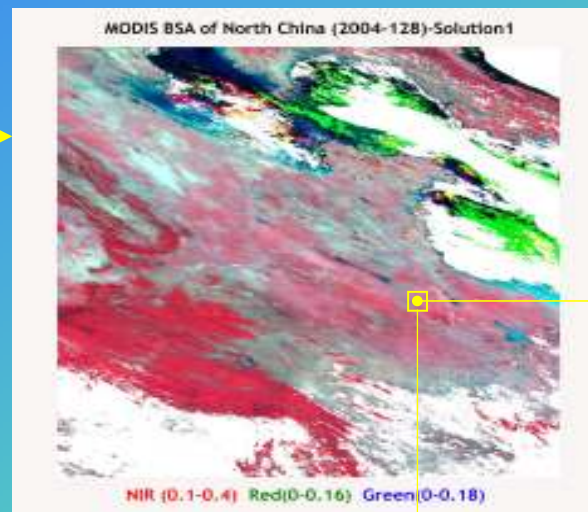 MODIS BSA of North China (2004-128)-Solution1
NIR (0.1-0.4) Red(0-0.16) Green(0-0.18)